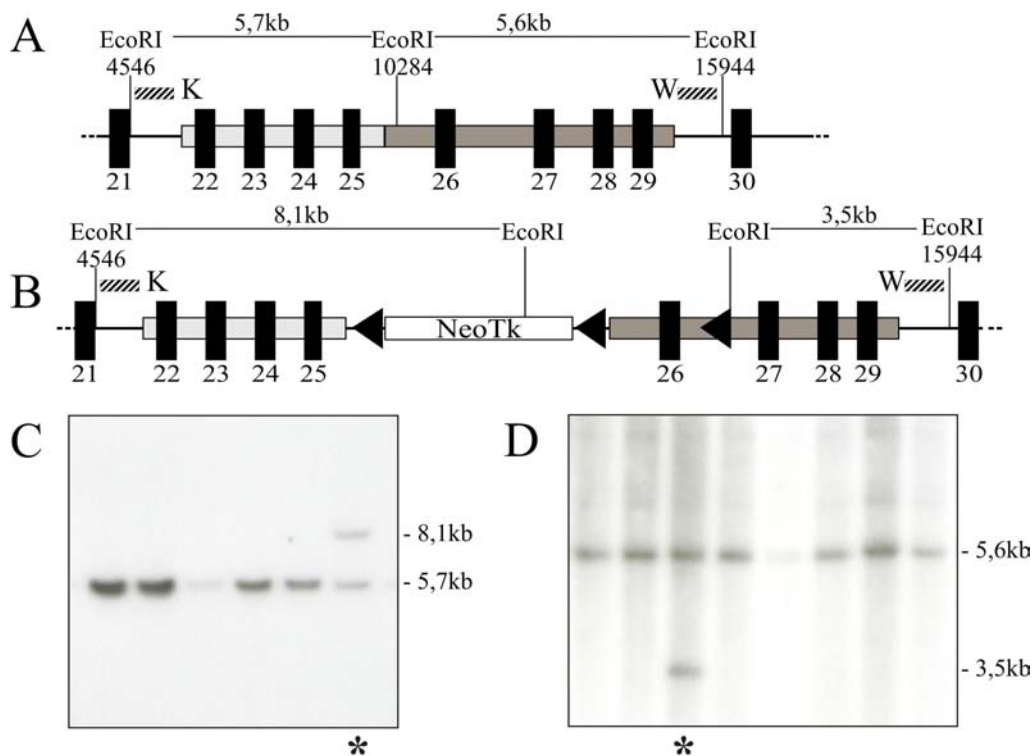 A
5,7kb 5,6kb
EcoRI EcoRI EcoRI
4546 10284 15944
K W
21 22 23 24 25 26 27 28 29 30
8,1kb 3,5kb
EcoRI EcoRI EcoRI EcoRI
4546 15944
B K W
NeoTk
21 22 23 24 25 26 27 28 29 30
C D
- 8,1kb
- 5,7kb
- 5,6kb
- 3,5kb
* *